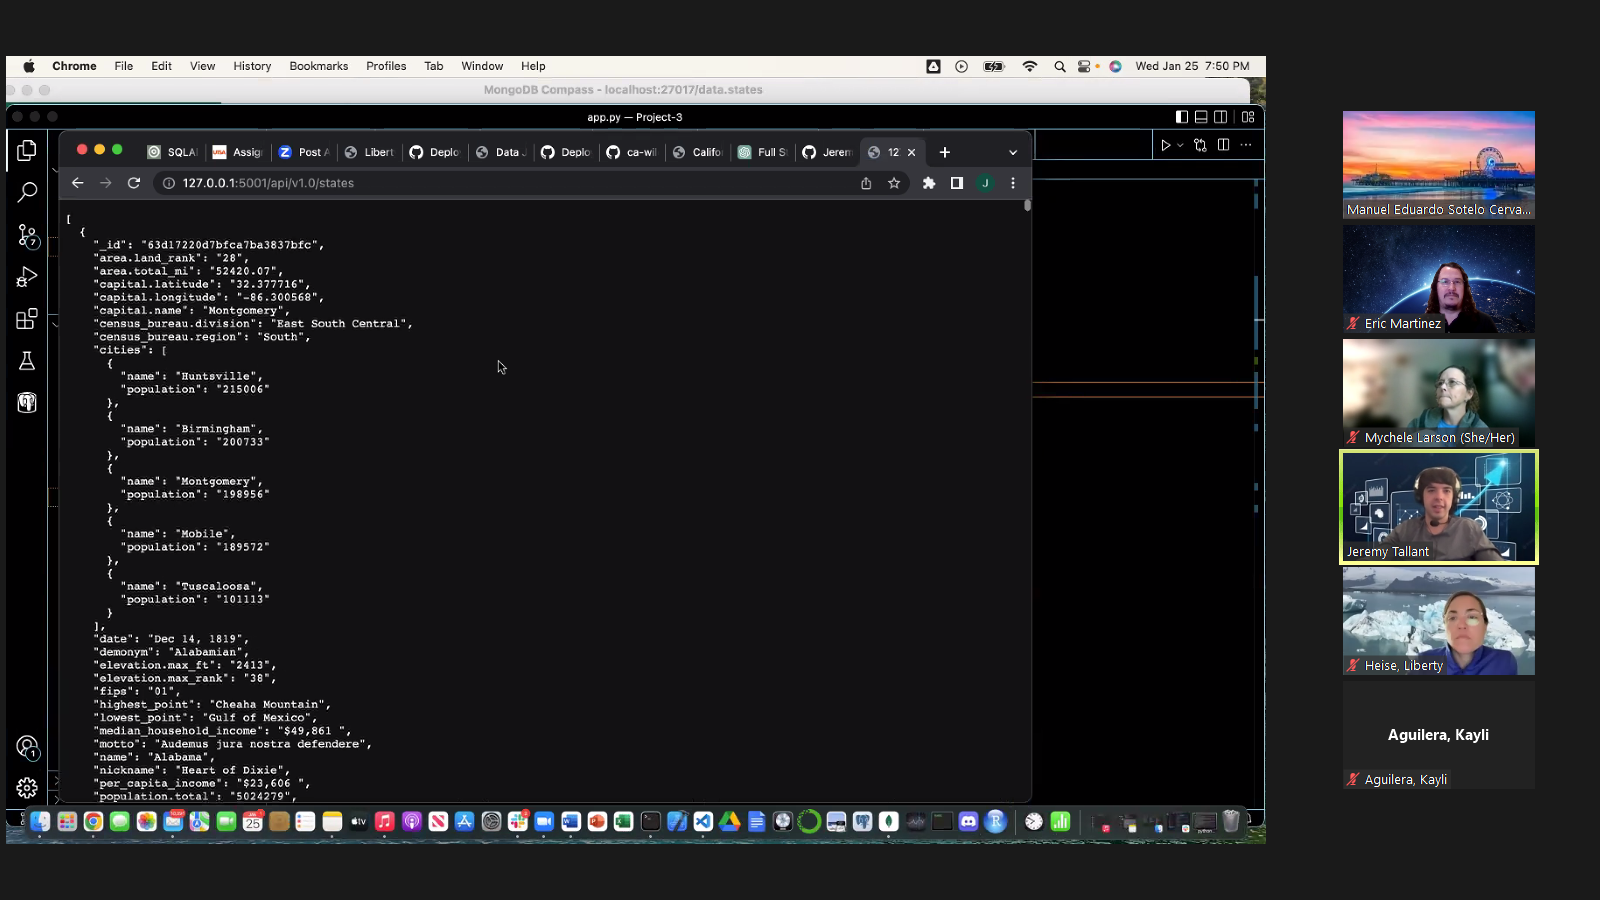 Chrome File Edit View History Bookmarks Profiles Tab Window Help Wed Jan 25 7:50 PM
MongoDB Compass - localhost:27017/data.states
app.py — Project-3
SQLAI Assig Post A Libert Deplo Data J Deplo ca-wil Califo Full S Jerem 12
127.0.0.1:5001/api/v1.0/states J
[
{
"_id": "63d17220d7bfca7ba3837bfc",
"area.land_rank": "28",
"area.total_mi": "52420.07",
"capital.latitude": "32.377716",
"capital.longitude": "-86.300568",
"capital.name": "Montgomery",
"census_bureau.division": "East South Central",
"census_bureau.region": "South",
"cities": [
{
"name": "Huntsville",
"population": "215006"
},
{
"name": "Birmingham",
"population": "200733"
},
{
"name": "Montgomery",
"population": "198956"
},
{
"name": "Mobile",
"population": "189572"
},
{
"name": "Tuscaloosa",
"population": "101113"
}
],
"date": "Dec 14, 1819",
"demonym": "Alabamian",
"elevation.max_ft": "2413",
"elevation.max_rank": "38",
"fips": "01",
"highest_point": "Cheaha Mountain",
"lowest_point": "Gulf of Mexico",
"median_household_income": "$49,861 ",
"motto": "Audemus jura nostra defendere",
"name": "Alabama",
"nickname": "Heart of Dixie",
"per_capita_income": "$23,606 ",
"population.total": "5024279",
7
1
Manuel Eduardo Sotelo Cerva...
Eric Martinez
Mychele Larson (She/Her)
Jeremy Tallant
Heise, Liberty
Aguilera, Kayli
Aguilera, Kayli